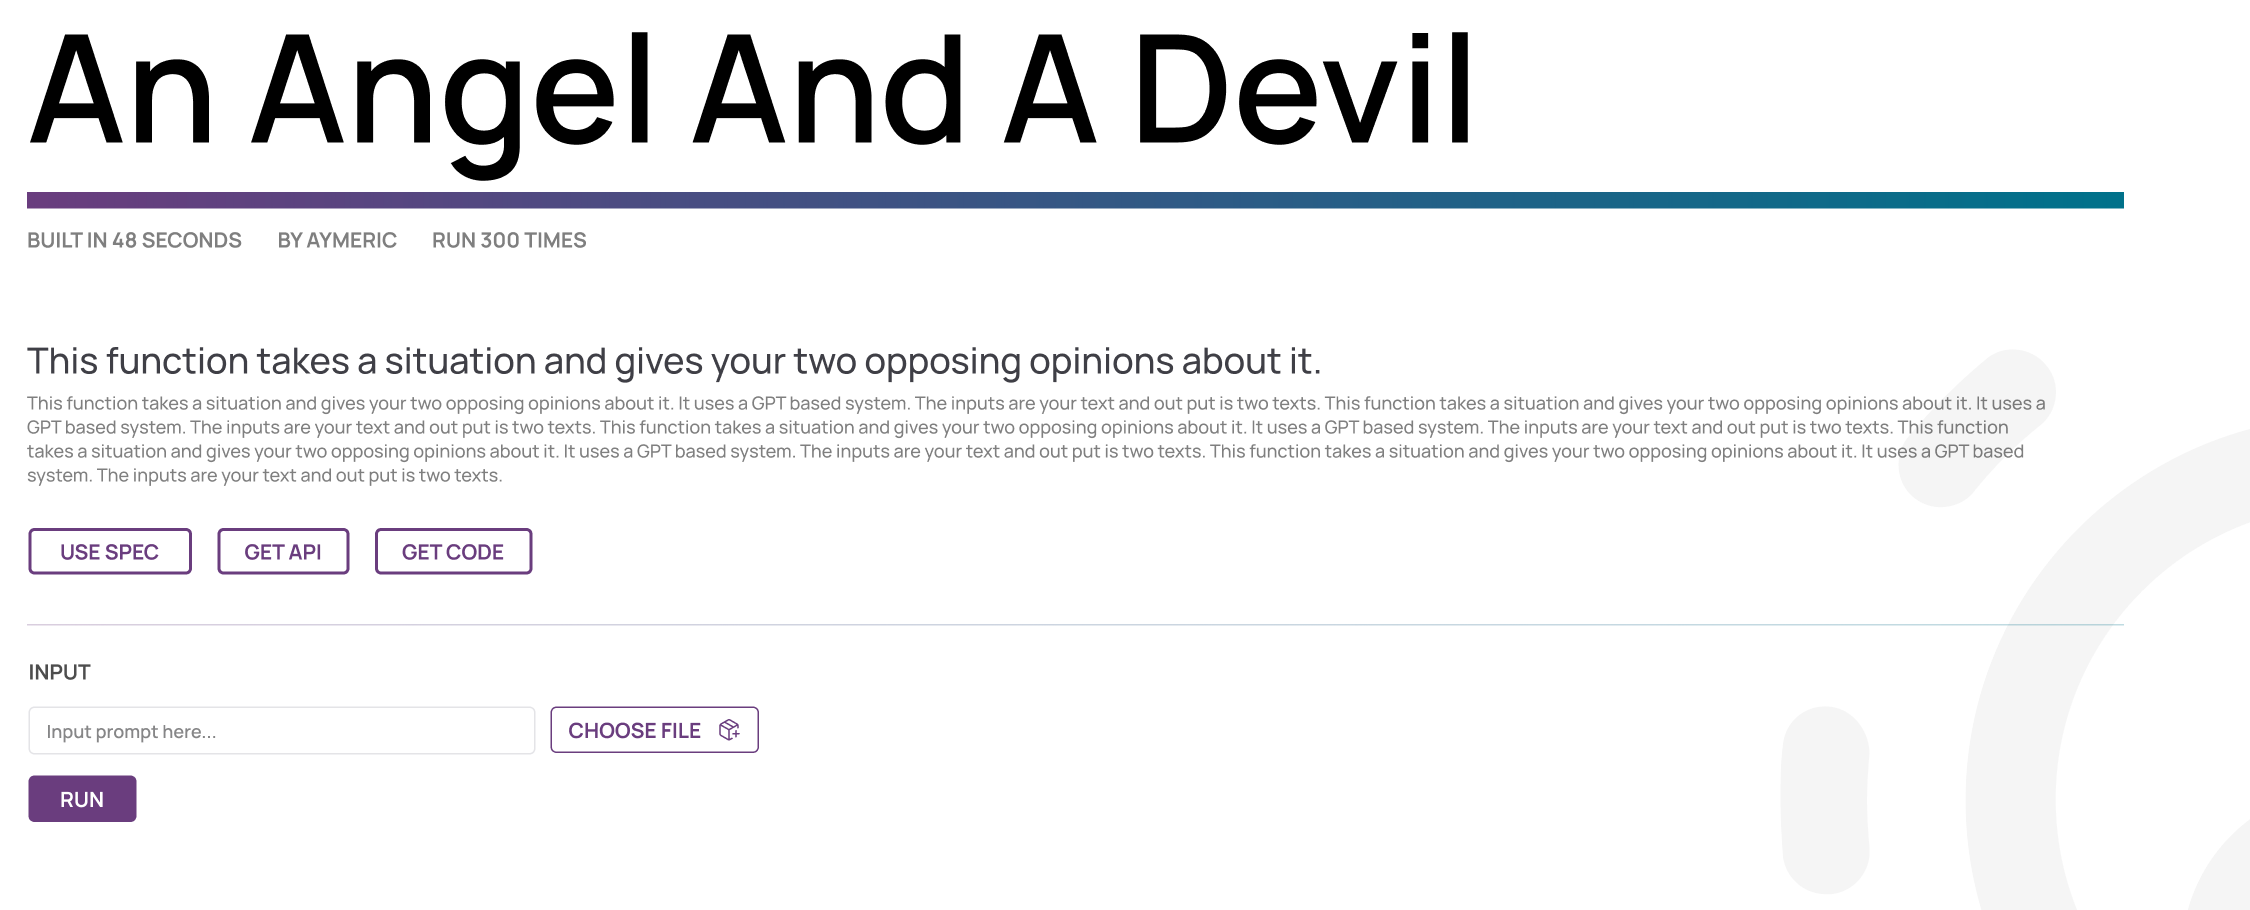 An Angel And A Devil
BUILT IN 48 SECONDS BY AYMERIC RUN 300 TIMES
This function takes a situation and gives your two opposing opinions about it.
This function takes a situation and gives your two opposing opinions about it. It uses a GPT based system. The inputs are your text and out put is two texts. This function takes a situation and gives your two opposing opinions about it. It uses a
GPT based system. The inputs are your text and out put is two texts. This function takes a situation and gives your two opposing opinions about it. It uses a GPT based system. The inputs are your text and out put is two texts. This function
takes a situation and gives your two opposing opinions about it. It uses a GPT based system. The inputs are your text and out put is two texts. This function takes a situation and gives your two opposing opinions about it. It uses a GPT based
system. The inputs are your text and out put is two texts.
USE SPEC GET API GET CODE
INPUT
Input prompt here... CHOOSE FILE
RUN